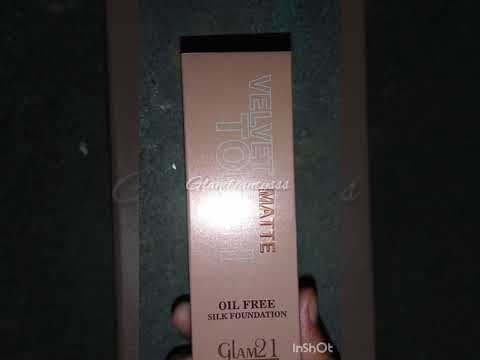 VELVET
TOUCH
MATTE
OIL FREE
SILK FOUNDATION
GLAM21
InShOt